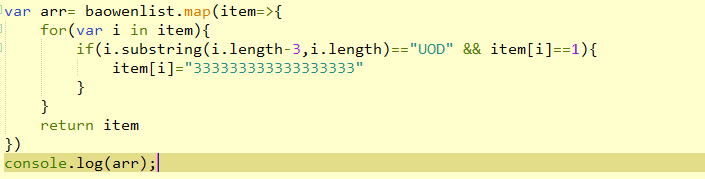 var arr= baowenlist.map(item=>{
    for(var i in item){
        if(i.substring(i.length-3,i.length)=="UOD" && item[i]==1){
            item[i]="333333333333333333"
        }
    }
    return item
})
console.log(arr);